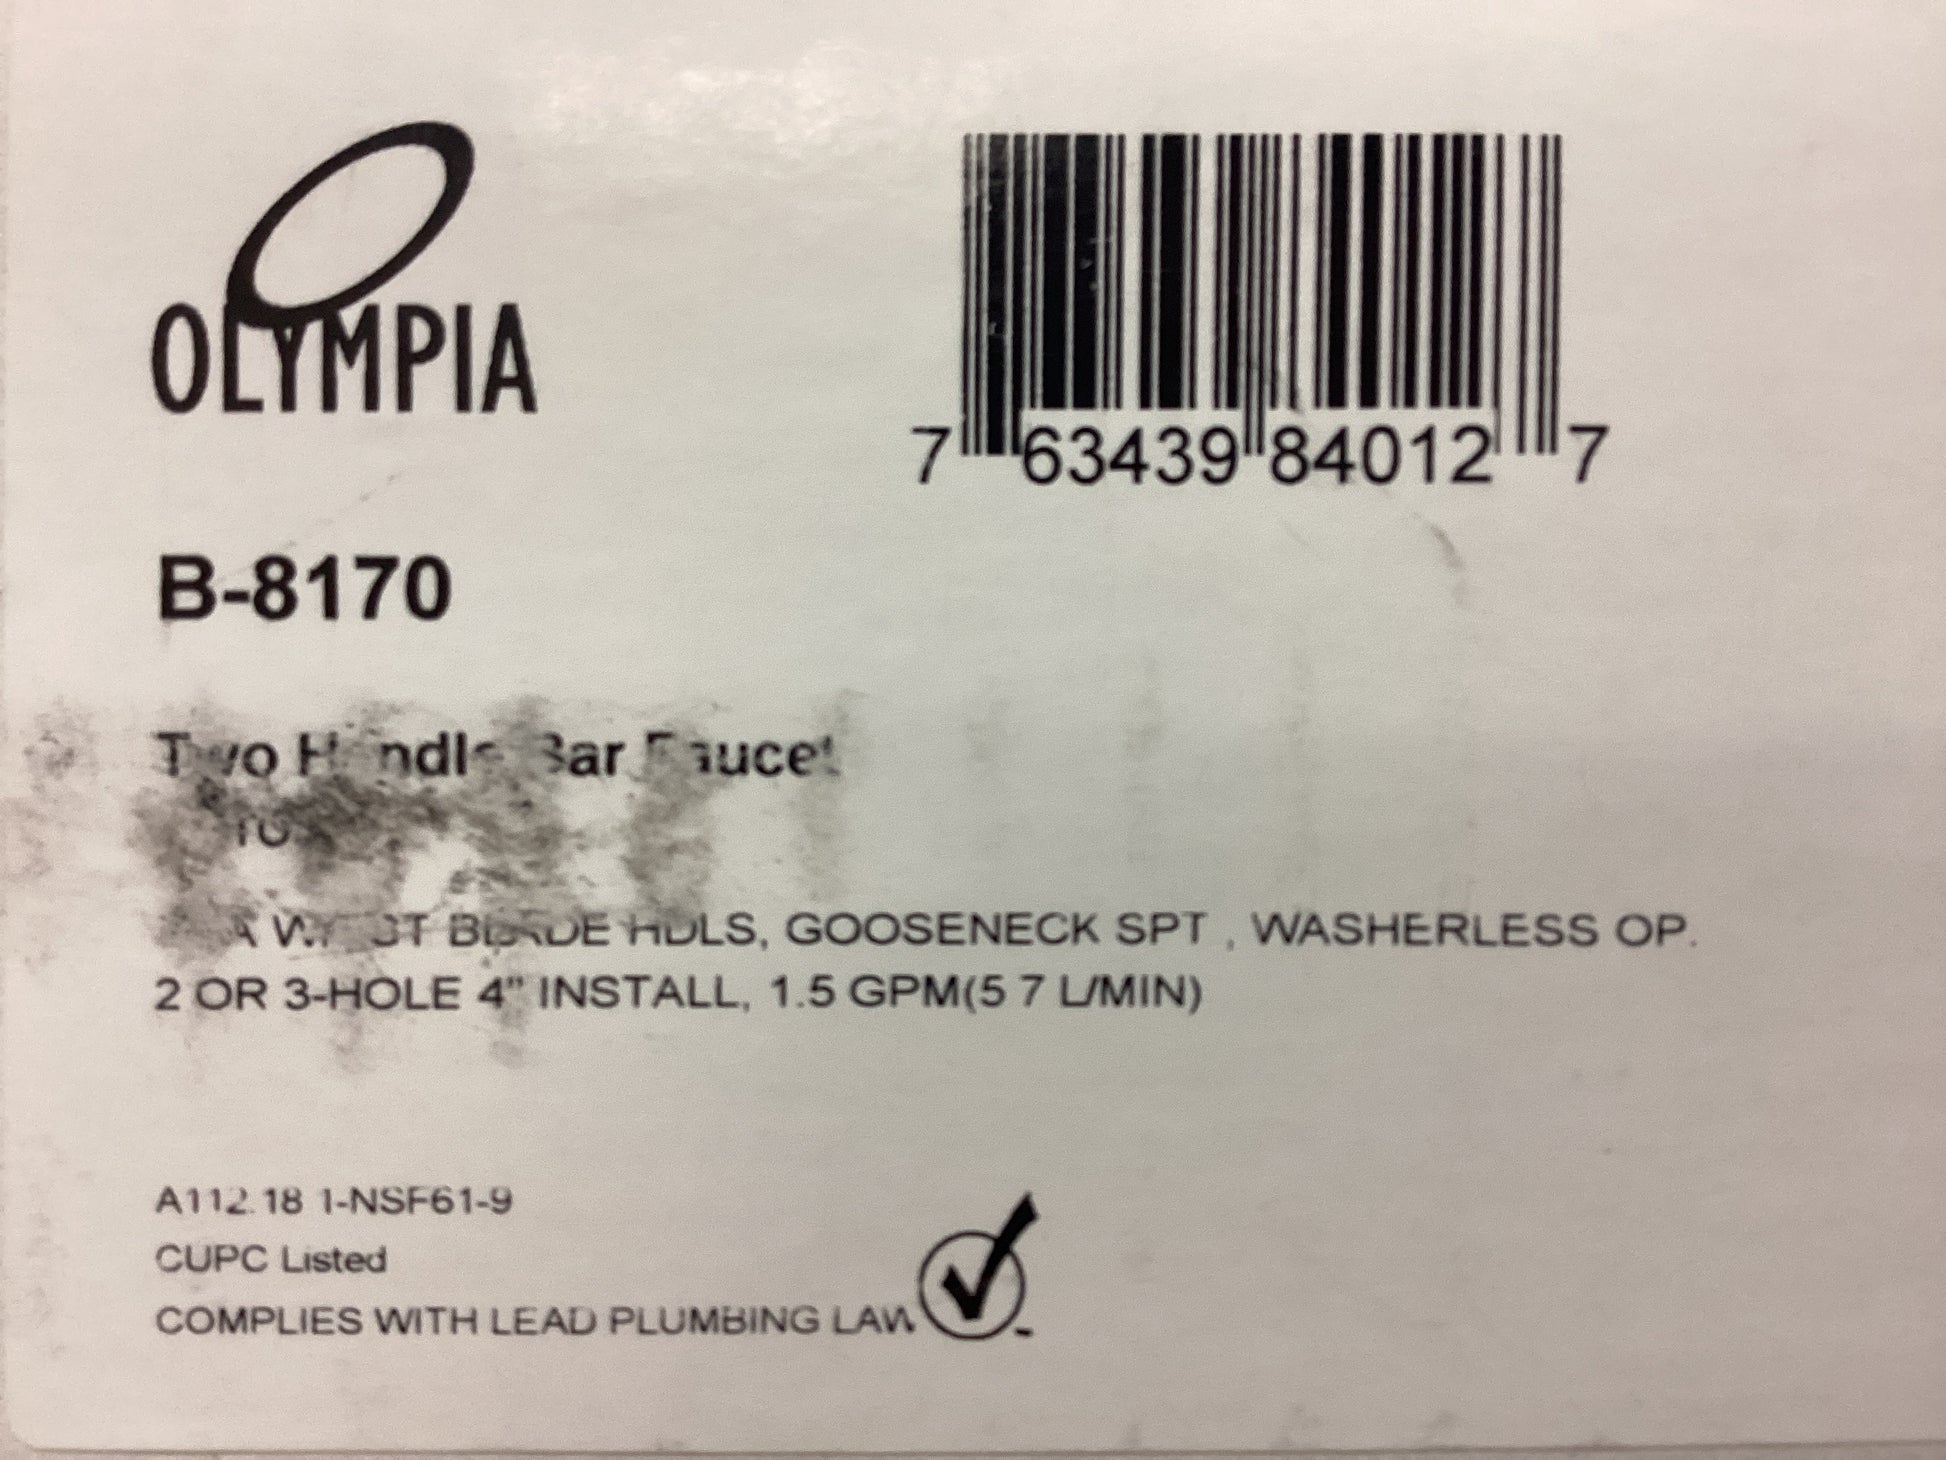 OLYMPIA
7 63439 84012 7
B-8170
Two Handle Bar Faucet
BLADE HDLS, GOOSENECK SPT , WASHERLESS OP.
2 OR 3-HOLE 4" INSTALL, 1.5 GPM(5 7 L/MIN)
A112.18 1-NSF61-9
CUPC Listed
COMPLIES WITH LEAD PLUMBING LAW